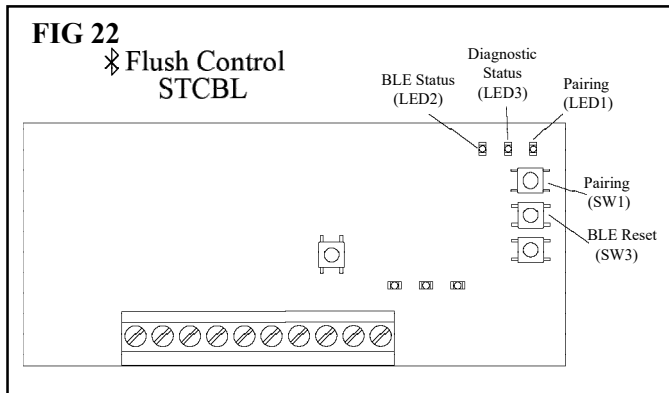 FIG 22
Flush Control
STCBL
BLE Status
(LED2)
Diagnostic
Status
(LED3)
Pairing
(LED1)
Pairing
(SW1)
BLE Reset
(SW3)